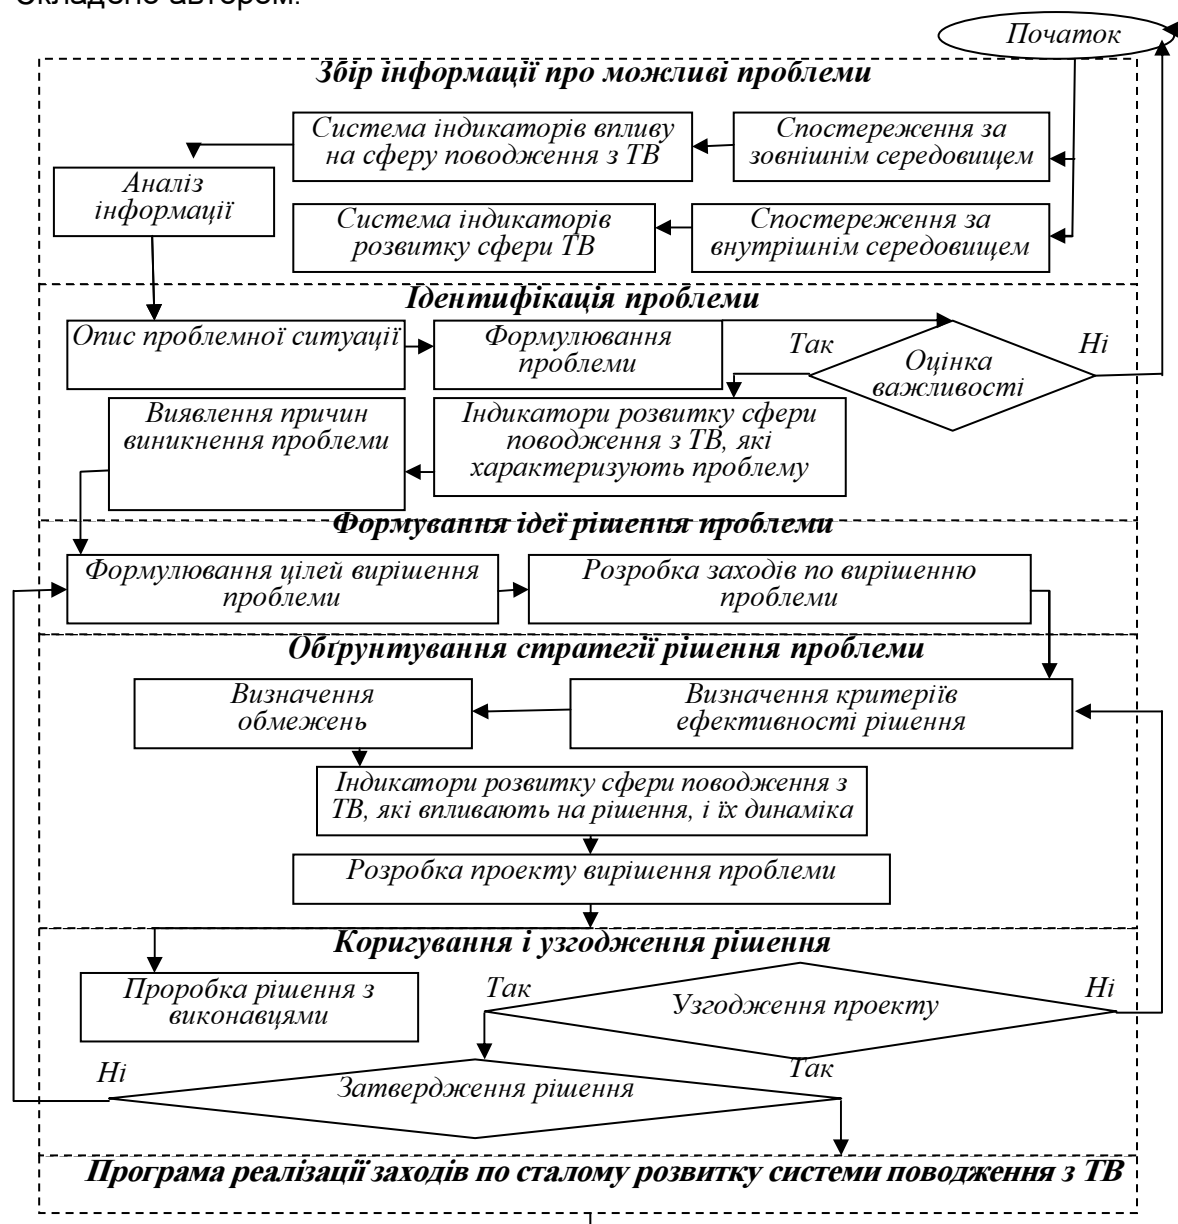 Складено автором.
Початок
Збір інформації про можливі проблеми
Система індикаторів впливу
на сферу поводження з ТВ
Спостереження за
зовнішнім середовищем
Аналіз
інформації
Система індикаторів
розвитку сфери ТВ
Спостереження за
внутрішнім середовищем
Ідентифікація проблеми
Опис проблемної ситуації
Формулювання
проблеми
Так
Оцінка
важливості
Ні
Виявлення причин
виникнення проблеми
Індикатори розвитку сфери
поводження з ТВ, які
характеризують проблему
Формування ідеї рішення проблеми
Формулювання цілей вирішення
проблеми
Розробка заходів по вирішенню
проблеми
Обґрунтування стратегії рішення проблеми
Визначення
обмежень
Визначення критеріїв
ефективності рішення
Індикатори розвитку сфери поводження з
ТВ, які впливають на рішення, і їх динаміка
Розробка проекту вирішення проблеми
Коригування і узгодження рішення
Проробка рішення з
виконавцями
Так
Узгодження проекту
Ні
Ні
Затвердження рішення
Так
Програма реалізації заходів по сталому розвитку системи поводження з ТВ